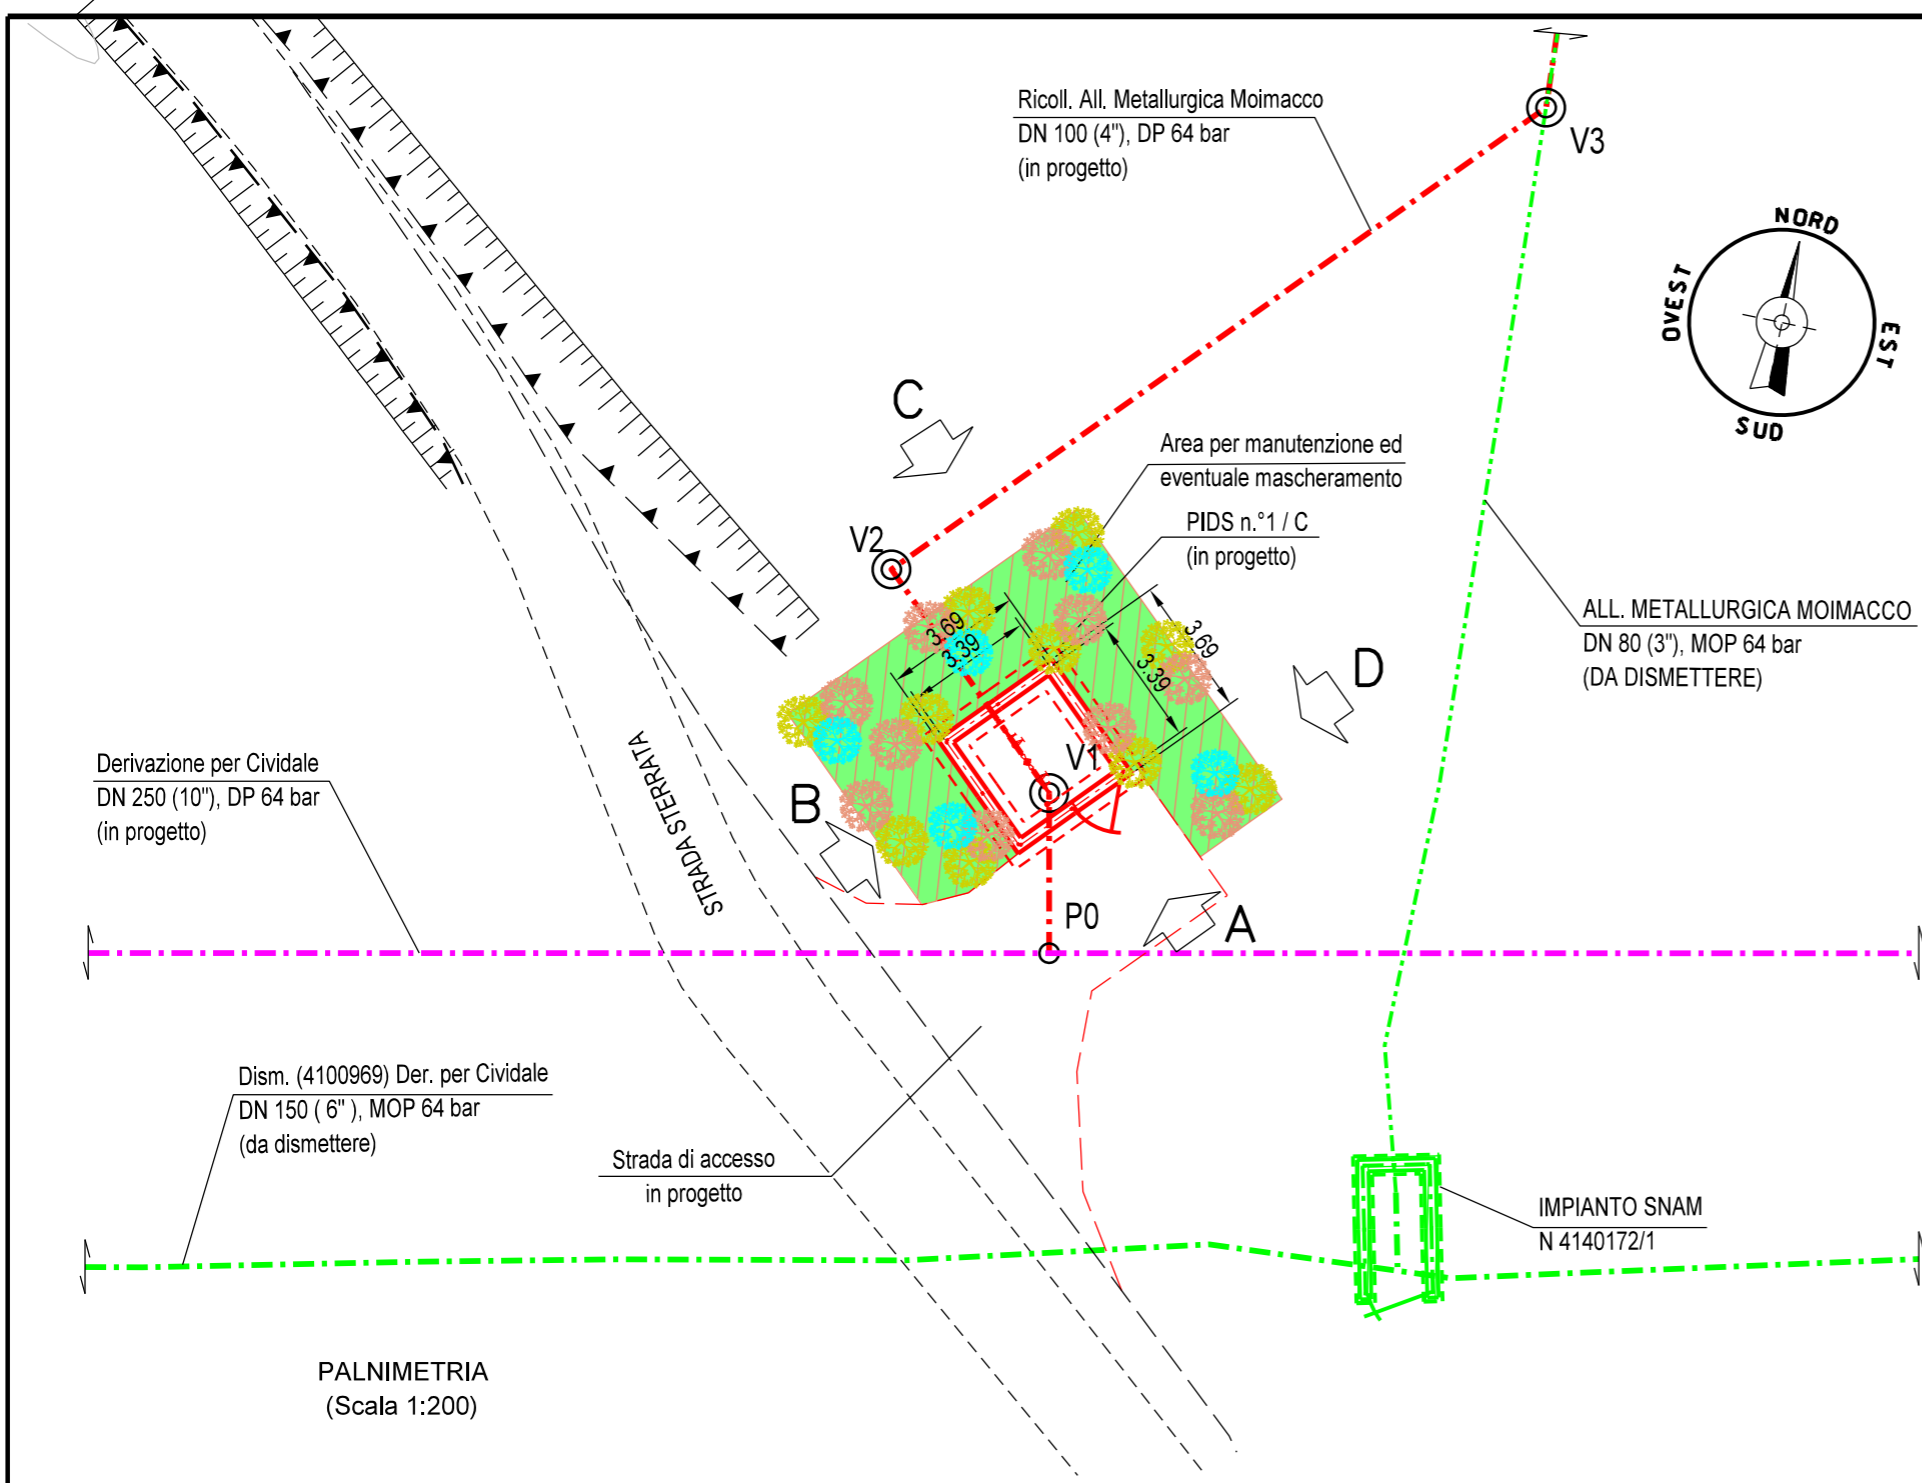 Ricoll. All. Metallurgica Moimacco
DN 100 (4"), DP 64 bar
(in progetto)
V3
NORD
OVEST
EST
SUD
C
Area per manutenzione ed
eventuale mascheramento
PIDS n.°1 / C
(in progetto)
V2
3.69
3.39
3.69
3.39
D
ALL. METALLURGICA MOIMACCO
DN 80 (3"), MOP 64 bar
(DA DISMETTERE)
V1
B
STRADA STERRATA
Derivazione per Cividale
DN 250 (10"), DP 64 bar
(in progetto)
P0
A
Dism. (4100969) Der. per Cividale
DN 150 ( 6" ), MOP 64 bar
(da dismettere)
Strada di accesso
in progetto
IMPIANTO SNAM
N 4140172/1
PALNIMETRIA
(Scala 1:200)